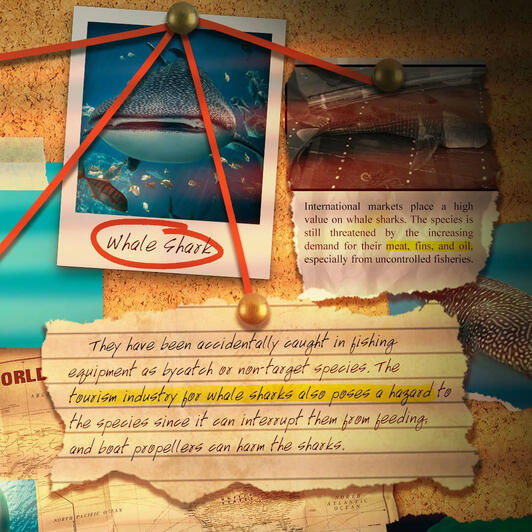 Whale Shark
International markets place a high
value on whale sharks. The species is
still threatened by the increasing
demand for their meat, fins, and oil,
especially from uncontrolled fisheries.
They have been accidentally caught in fishing
equipment as bycatch or non-target species. The
tourism industry for whale sharks also poses a hazard to
the species since it can interrupt them from feeding,
and boat propellers can harm the sharks.
ORLD
NORTH PACIFIC OCEAN
NORTH
ATLANTIC
OCEAN